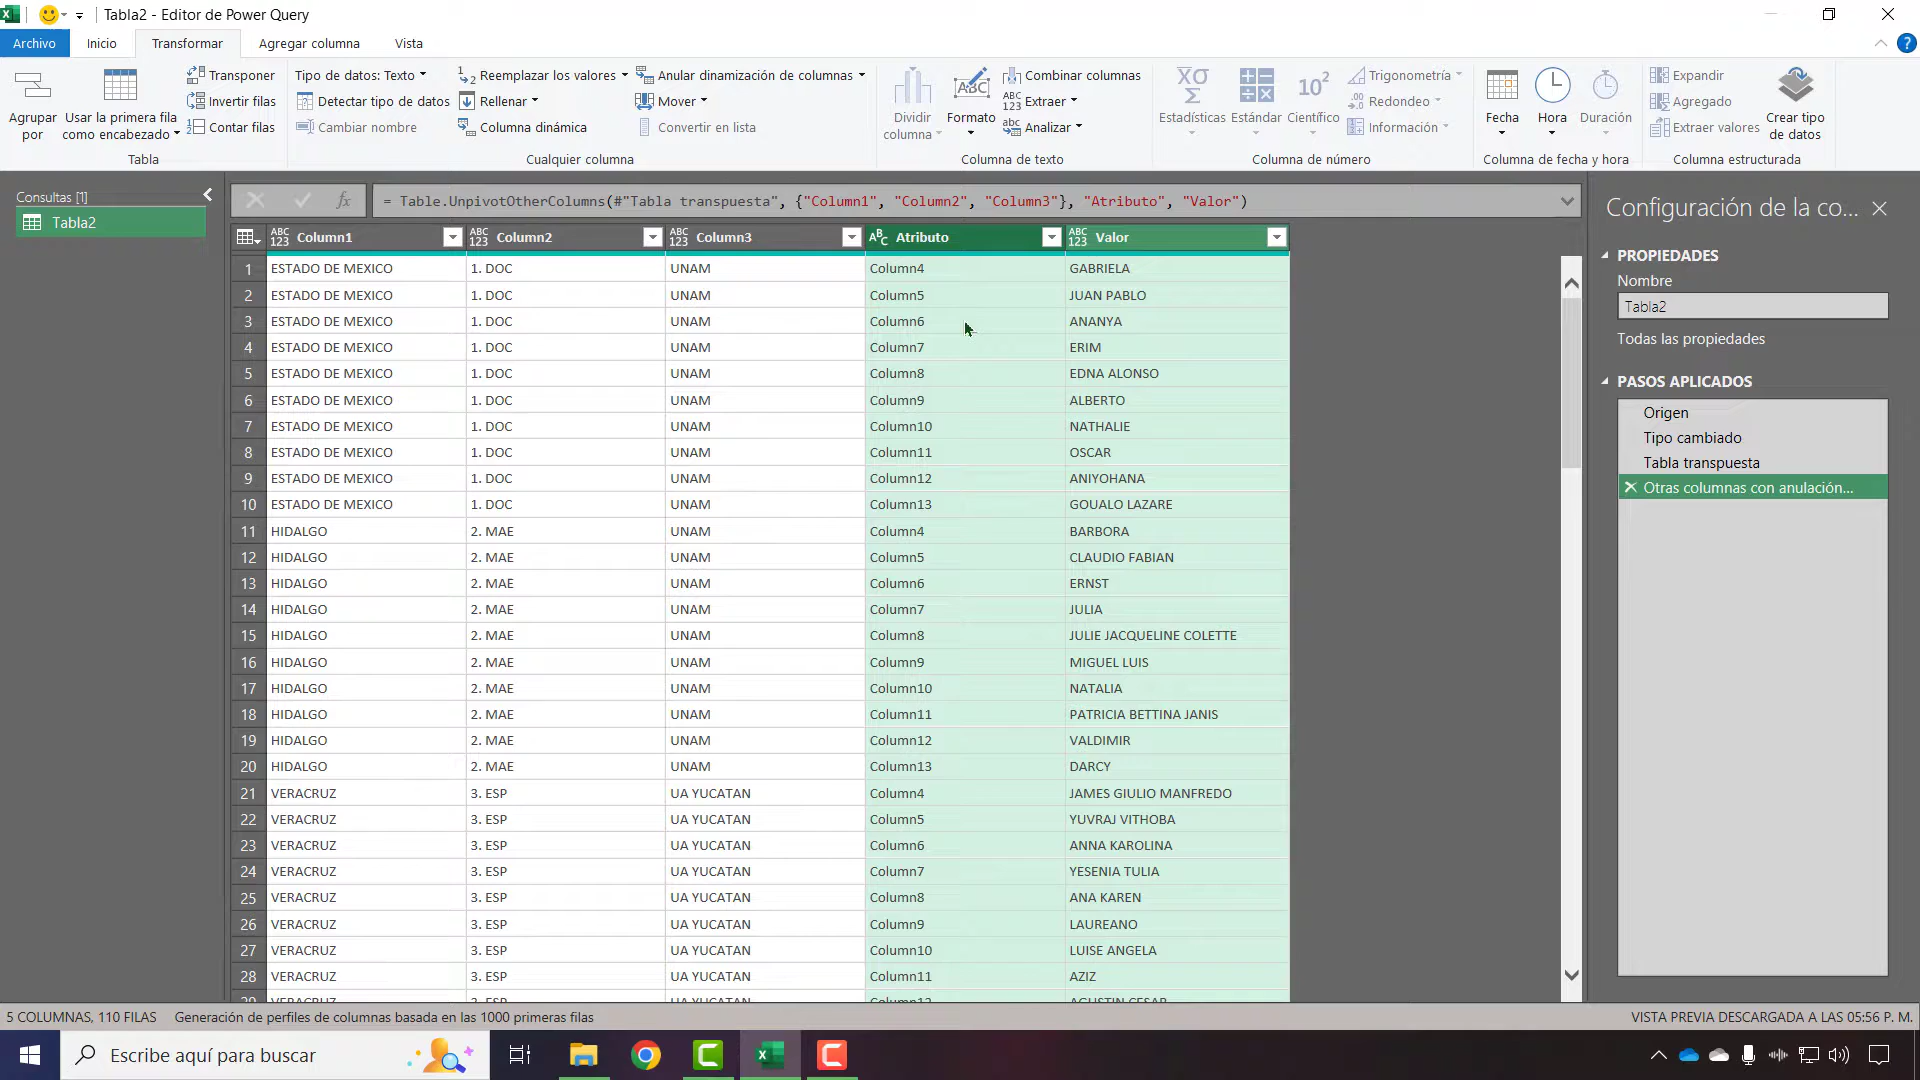 Tabla2 - Editor de Power Query
Archivo Inicio Transformar Agregar columna Vista
Agrupar por
Usar la primera fila como encabezado
Transponer
Invertir filas
Contar filas
Tabla
Tipo de datos: Texto
Detectar tipo de datos
Cambiar nombre
Reemplazar los valores
Rellenar
Columna dinámica
Anular dinamización de columnas
Mover
Convertir en lista
Cualquier columna
Dividir columna
Formato
Combinar columnas
Extraer
Analizar
Columna de texto
Estadísticas
Estándar
Científico
Trigonometría
Redondeo
Información
Columna de número
Fecha
Hora
Duración
Columna de fecha y hora
Expandir
Agregado
Extraer valores
Crear tipo de datos
Columna estructurada
Consultas [1]
Tabla2
= Table.UnpivotOtherColumns(#"Tabla transpuesta", {"Column1", "Column2", "Column3"}, "Atributo", "Valor")
Column1 Column2 Column3 Atributo Valor
1 ESTADO DE MEXICO 1. DOC UNAM Column4 GABRIELA
2 ESTADO DE MEXICO 1. DOC UNAM Column5 JUAN PABLO
3 ESTADO DE MEXICO 1. DOC UNAM Column6 ANANYA
4 ESTADO DE MEXICO 1. DOC UNAM Column7 ERIM
5 ESTADO DE MEXICO 1. DOC UNAM Column8 EDNA ALONSO
6 ESTADO DE MEXICO 1. DOC UNAM Column9 ALBERTO
7 ESTADO DE MEXICO 1. DOC UNAM Column10 NATHALIE
8 ESTADO DE MEXICO 1. DOC UNAM Column11 OSCAR
9 ESTADO DE MEXICO 1. DOC UNAM Column12 ANIYOHANA
10 ESTADO DE MEXICO 1. DOC UNAM Column13 GOUALO LAZARE
11 HIDALGO 2. MAE UNAM Column4 BARBORA
12 HIDALGO 2. MAE UNAM Column5 CLAUDIO FABIAN
13 HIDALGO 2. MAE UNAM Column6 ERNST
14 HIDALGO 2. MAE UNAM Column7 JULIA
15 HIDALGO 2. MAE UNAM Column8 JULIE JACQUELINE COLETTE
16 HIDALGO 2. MAE UNAM Column9 MIGUEL LUIS
17 HIDALGO 2. MAE UNAM Column10 NATALIA
18 HIDALGO 2. MAE UNAM Column11 PATRICIA BETTINA JANIS
19 HIDALGO 2. MAE UNAM Column12 VALDIMIR
20 HIDALGO 2. MAE UNAM Column13 DARCY
21 VERACRUZ 3. ESP UA YUCATAN Column4 JAMES GIULIO MANFREDO
22 VERACRUZ 3. ESP UA YUCATAN Column5 YUVRAJ VITHOBA
23 VERACRUZ 3. ESP UA YUCATAN Column6 ANNA KAROLINA
24 VERACRUZ 3. ESP UA YUCATAN Column7 YESENIA TULIA
25 VERACRUZ 3. ESP UA YUCATAN Column8 ANA KAREN
26 VERACRUZ 3. ESP UA YUCATAN Column9 LAUREANO
27 VERACRUZ 3. ESP UA YUCATAN Column10 LUISE ANGELA
28 VERACRUZ 3. ESP UA YUCATAN Column11 AZIZ
Configuración de la co...
PROPIEDADES
Nombre
Tabla2
Todas las propiedades
PASOS APLICADOS
Origen
Tipo cambiado
Tabla transpuesta
Otras columnas con anulación...
5 COLUMNAS, 110 FILAS Generación de perfiles de columnas basada en las 1000 primeras filas
VISTA PREVIA DESCARGADA A LAS 05:56 P. M.
Escribe aquí para buscar